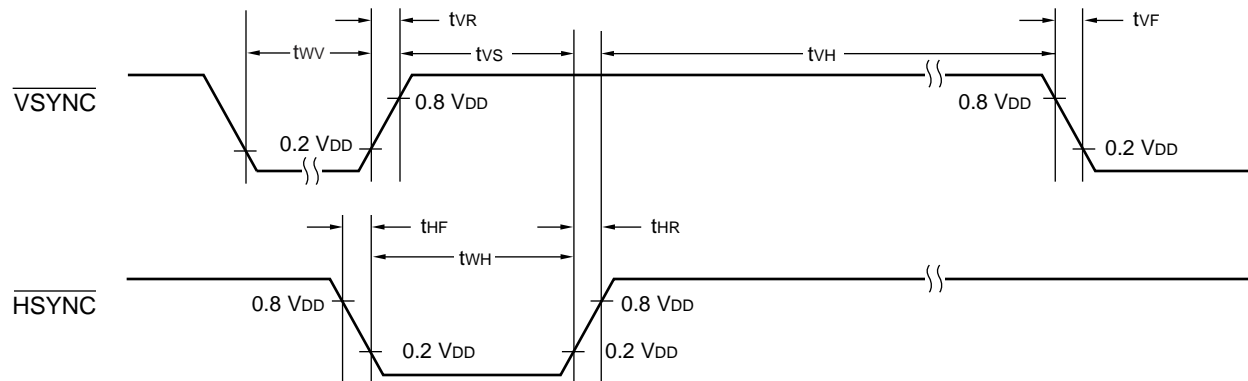 tVR
tVF
tWV
tVS
tVH
VSYNC
0.8 VDD
0.8 VDD
0.2 VDD
0.2 VDD
tHF
tHR
tWH
HSYNC
0.8 VDD
0.8 VDD
0.2 VDD
0.2 VDD